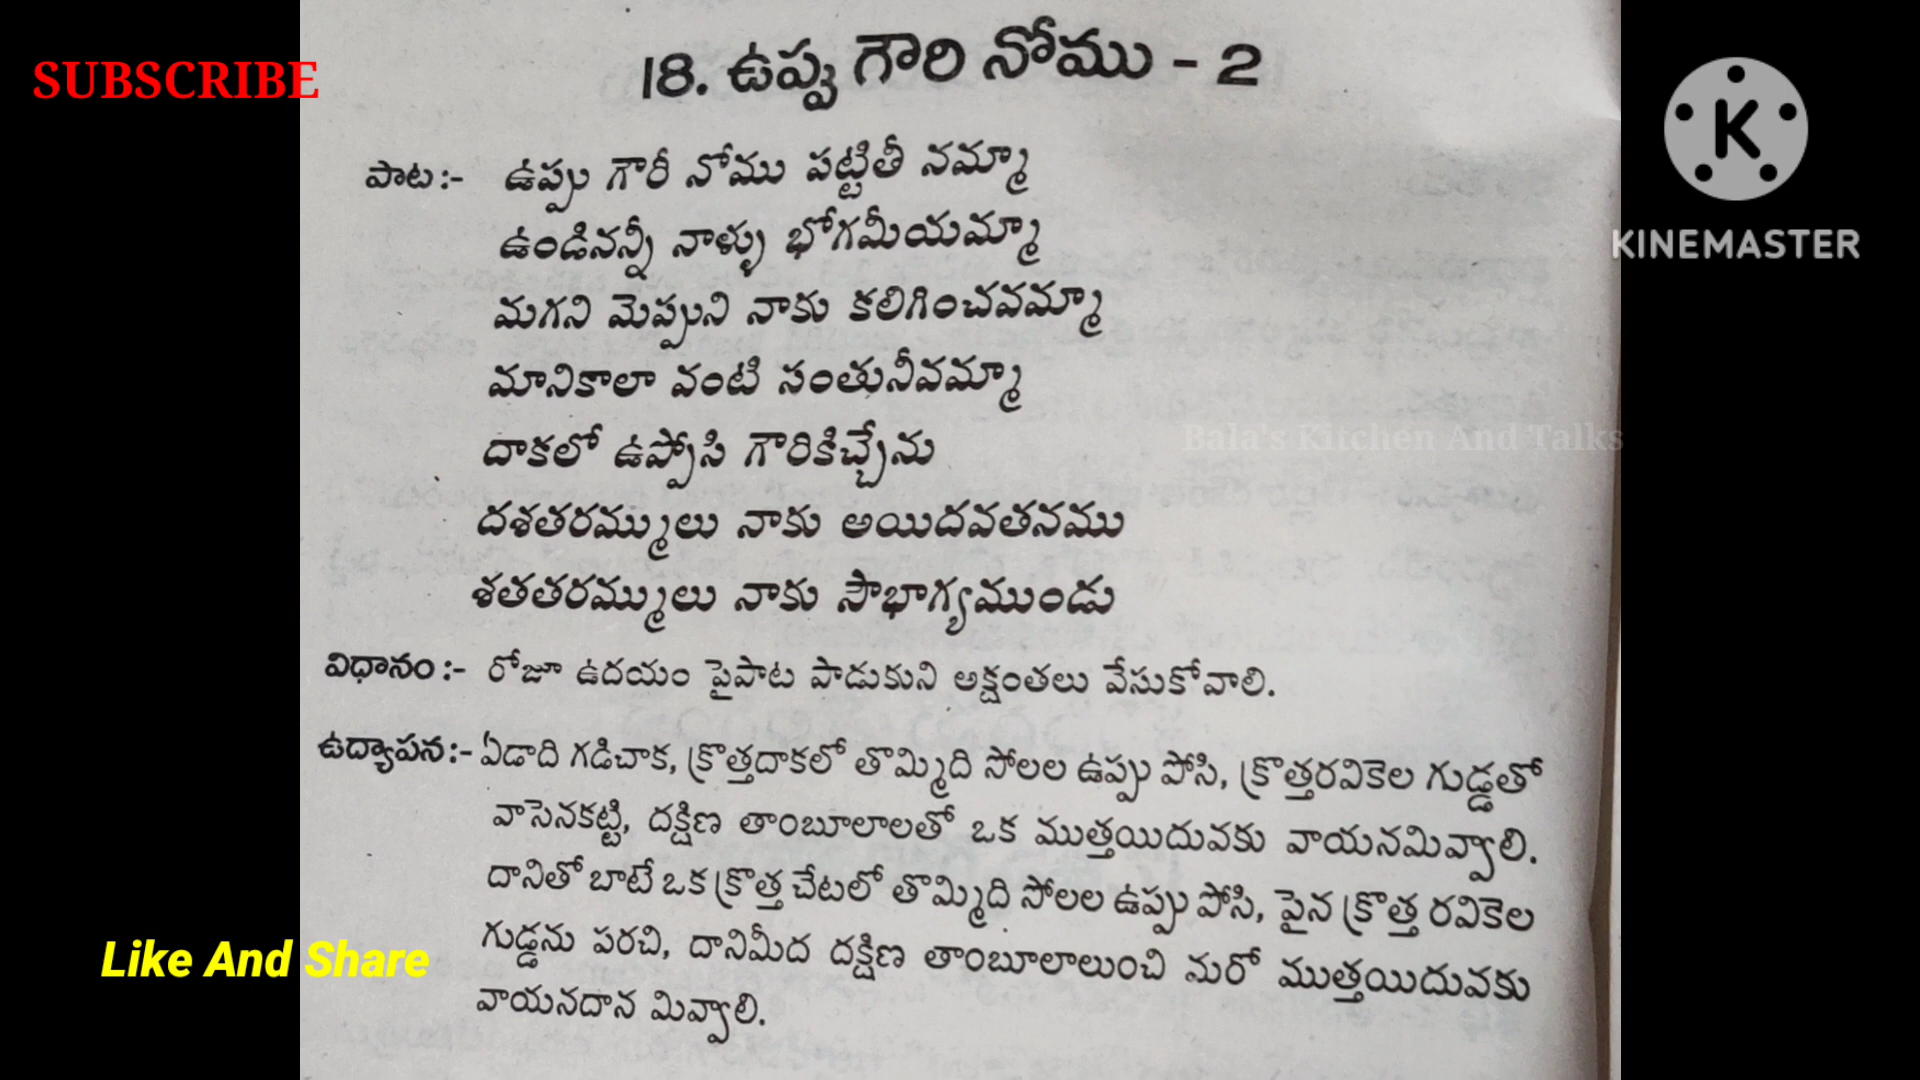 SUBSCRIBE
18. ఉప్పు గౌరి నోము - 2
KINEMASTER
పాట:- ఉప్పు గౌరీ నోము పట్టితీ నమ్మా
ఉండినన్నీ నాళ్ళు భోగమీయమ్మా
మగని మెప్పుని నాకు కలిగించవమ్మా
మానికాలా వంటి సంతునీవమ్మా
దాకలో ఉప్పోసి గౌరికిచ్చేను
Bala's Kitchen And Talks
దశతరమ్ములు నాకు అయిదవతనము
శతతరమ్ములు నాకు సౌభాగ్యముండు
విధానం:- రోజూ ఉదయం పైపాట పాడుకుని అక్షంతలు వేసుకోవాలి.
ఉద్యాపన:- ఏడాది గడిచాక, క్రొత్తదాకలో తొమ్మిది సోలల ఉప్పు పోసి, క్రొత్తరవికెల గుడ్డతో
వాసెనకట్టి, దక్షిణ తాంబూలాలతో ఒక ముత్తయిదువకు వాయనమివ్వాలి.
దానితో బాటే ఒక క్రొత్త చేటలో తొమ్మిది సోలల ఉప్పు పోసి, పైన క్రొత్త రవికెల
గుడ్డను పరచి, దానిమీద దక్షిణ తాంబూలాలుంచి మరో ముత్తయిదువకు
వాయనదాన మివ్వాలి.
Like And Share